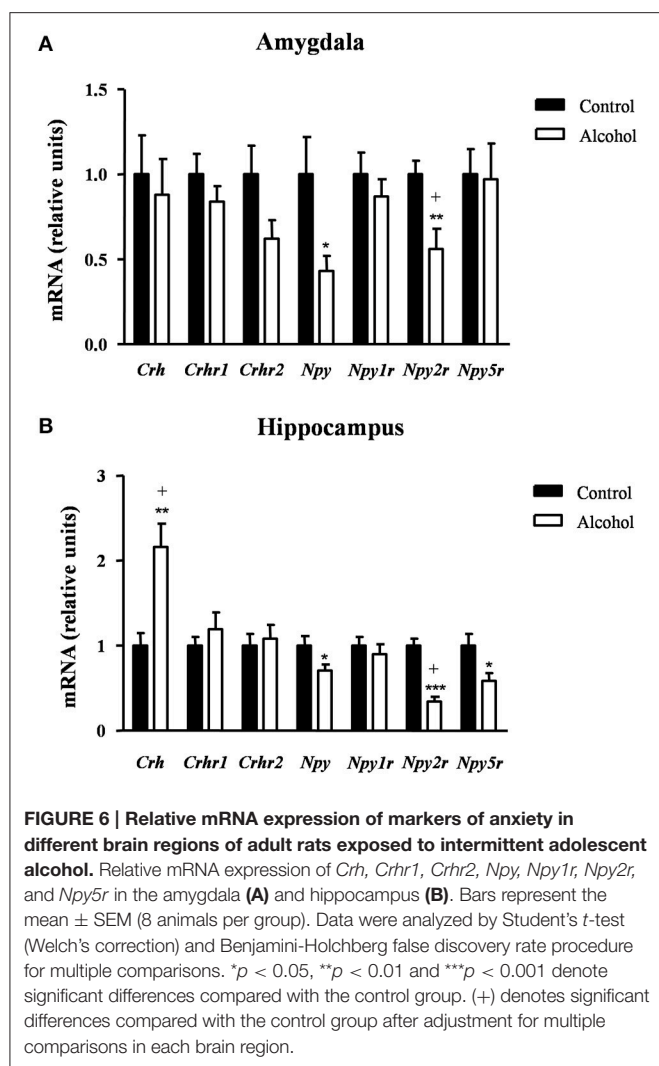 A
Amygdala
mRNA (relative units)
1.5
1.0
0.5
0.0
Control
Alcohol
*
+
**
Crh Crhr1 Crhr2 Npy Npy1r Npy2r Npy5r
B
Hippocampus
mRNA (relative units)
3
2
1
0
Control
Alcohol
+
**
*
+
***
*
Crh Crhr1 Crhr2 Npy Npy1r Npy2r Npy5r
FIGURE 6 | Relative mRNA expression of markers of anxiety in
different brain regions of adult rats exposed to intermittent adolescent
alcohol. Relative mRNA expression of Crh, Crhr1, Crhr2, Npy, Npy1r, Npy2r,
and Npy5r in the amygdala (A) and hippocampus (B). Bars represent the
mean ± SEM (8 animals per group). Data were analyzed by Student's t-test
(Welch's correction) and Benjamini-Holchberg false discovery rate procedure
for multiple comparisons. *p < 0.05, **p < 0.01 and ***p < 0.001 denote
significant differences compared with the control group. (+) denotes significant
differences compared with the control group after adjustment for multiple
comparisons in each brain region.